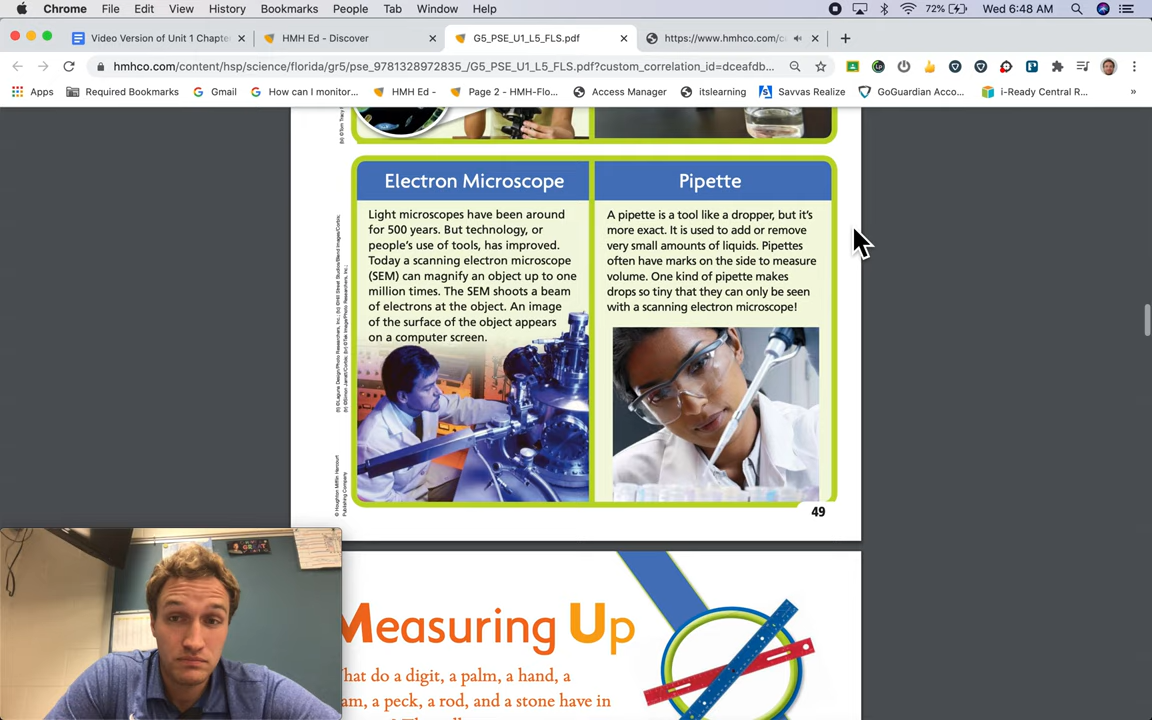 Chrome File Edit View History Bookmarks People Tab Window Help 72% Wed 6:48 AM
Video Version of Unit 1 Chapte HMH Ed - Discover G5_PSE_U1_L5_FLS.pdf https://www.hmhco.com/c
hmhco.com/content/hsp/science/florida/gr5/pse_9781328972835_/G5_PSE_U1_L5_FLS.pdf?custom_correlation_id=dceafdb...
Apps Required Bookmarks Gmail How can I monitor... HMH Ed - Page 2 - HMH-Flo... Access Manager itslearning Savvas Realize GoGuardian Acco... i-Ready Central R... »
Electron Microscope
Light microscopes have been around
for 500 years. But technology, or
people's use of tools, has improved.
Today a scanning electron microscope
(SEM) can magnify an object up to one
million times. The SEM shoots a beam
of electrons at the object. An image
of the surface of the object appears
on a computer screen.
Pipette
A pipette is a tool like a dropper, but it's
more exact. It is used to add or remove
very small amounts of liquids. Pipettes
often have marks on the side to measure
volume. One kind of pipette makes
drops so tiny that they can only be seen
with a scanning electron microscope!
© Houghton Mifflin Harcourt
Publishing Company
49
Measuring Up
hat do a digit, a palm, a hand, a
am, a peck, a rod, and a stone have in
GREAT